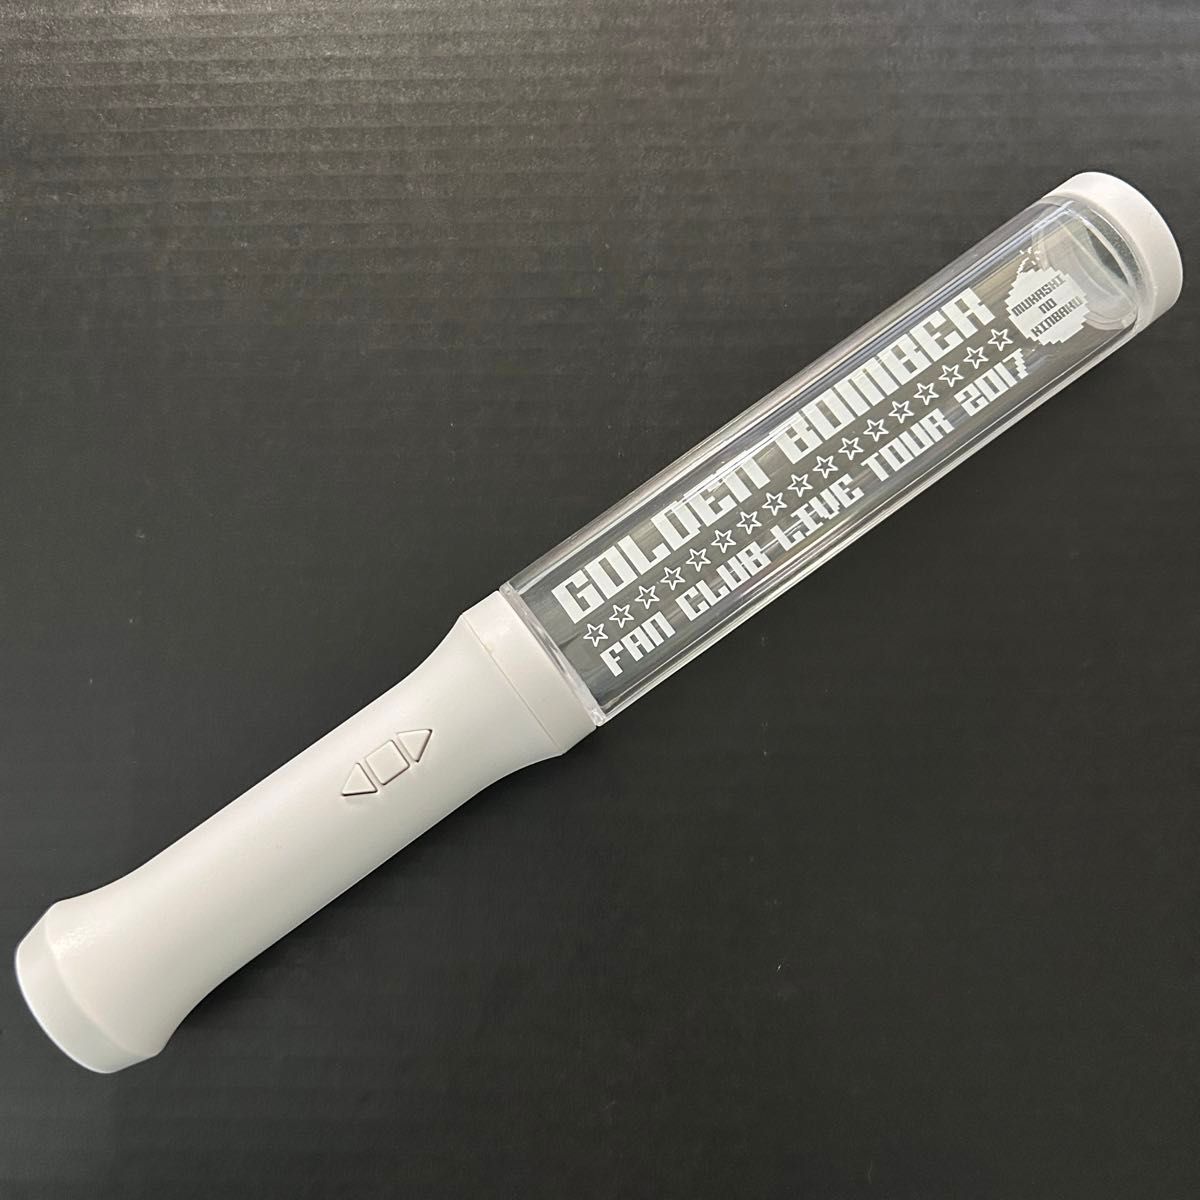 GOLDEN BOMBER
☆☆☆☆☆☆☆☆☆☆☆☆☆☆☆☆☆
FAN CLUB LIVE TOUR 2017
MUKASHI
NO
KINBAKU